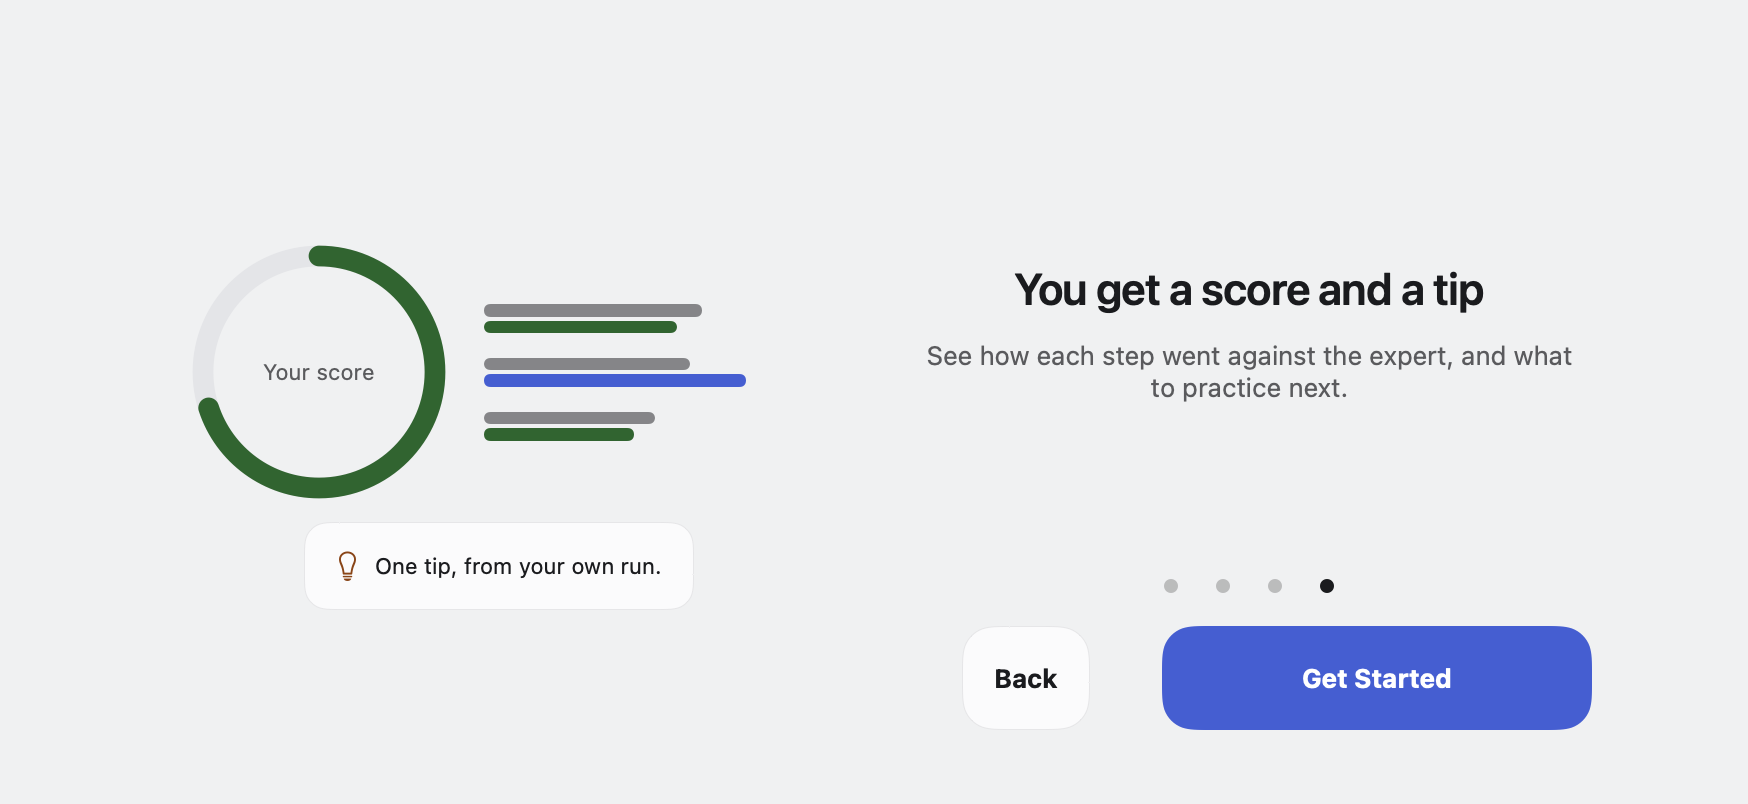 Your score
One tip, from your own run.
You get a score and a tip
See how each step went against the expert, and what
to practice next.
Back
Get Started